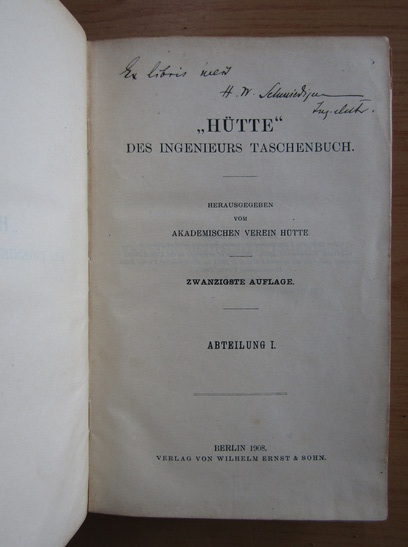 Ex libris
H. W.
„HÜTTE“
DES INGENIEURS TASCHENBUCH.
HERAUSGEGEBEN
VOM
AKADEMISCHEN VEREIN HÜTTE
ZWANZIGSTE AUFLAGE.
ABTEILUNG I.
BERLIN 1908.
VERLAG VON WILHELM ERNST & SOHN.